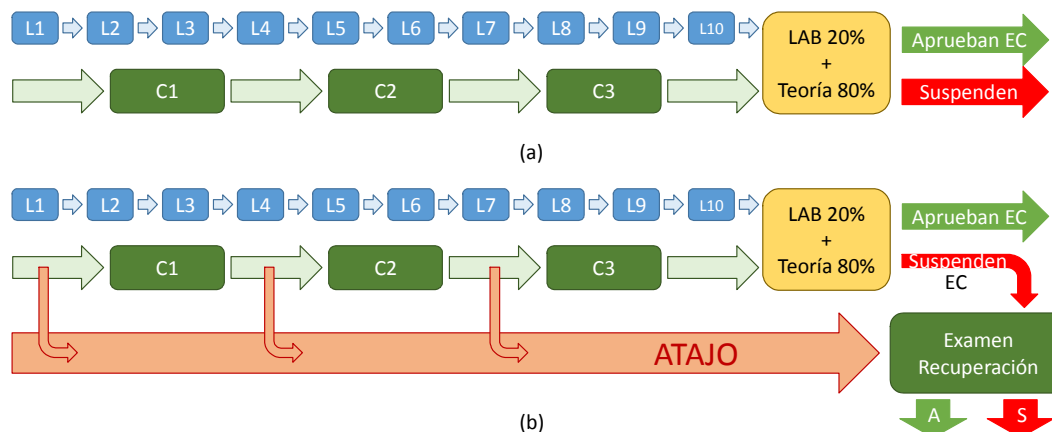 L1 L2 L3 L4 L5 L6 L7 L8 L9 L10
LAB 20%
+
Teoría 80%
Aprueban EC
C1 C2 C3
Suspenden
(a)
L1 L2 L3 L4 L5 L6 L7 L8 L9 L10
LAB 20%
+
Teoría 80%
Aprueban EC
C1 C2 C3
Suspenden
EC
ATAJO
Examen
Recuperación
A S
(b)